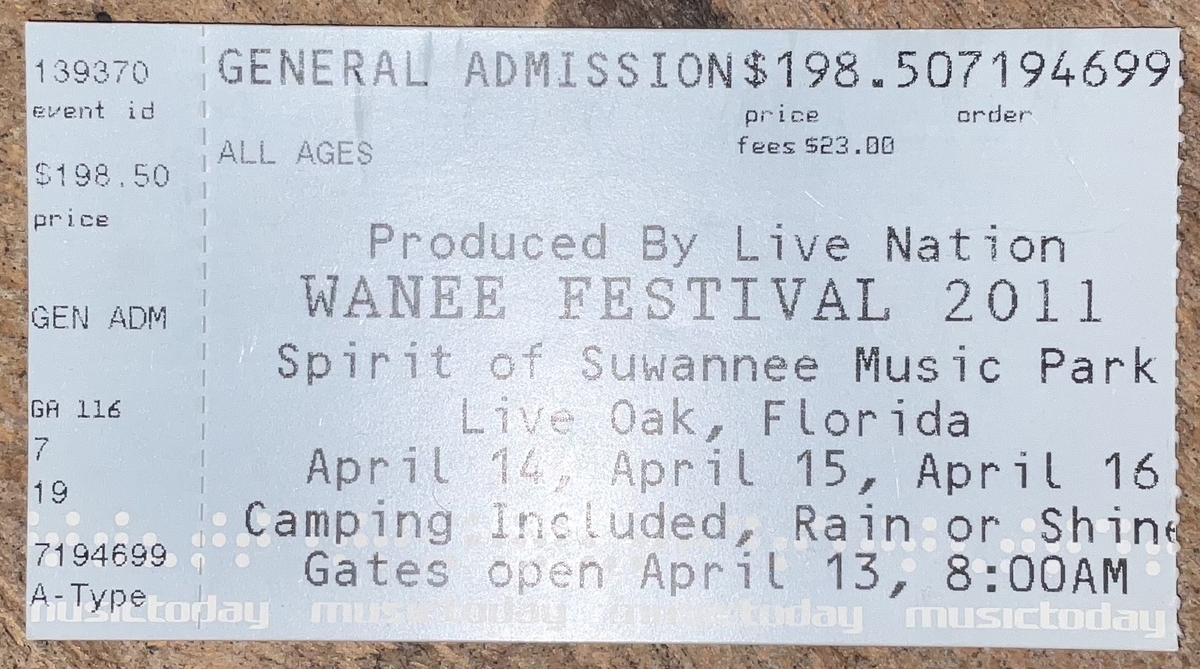 139370
event id
$198.50
price
GEN ADM
GA 116
7
19
7194699
A-Type
GENERAL ADMISSION $198.50 7194699
price order
fees $23.00
ALL AGES
Produced By Live Nation
WANEE FESTIVAL 2011
Spirit of Suwannee Music Park
Live Oak, Florida
April 14, April 15, April 16
Camping Included, Rain or Shine
Gates open April 13, 8:00AM
musictoday musictoday musictoday musictoday